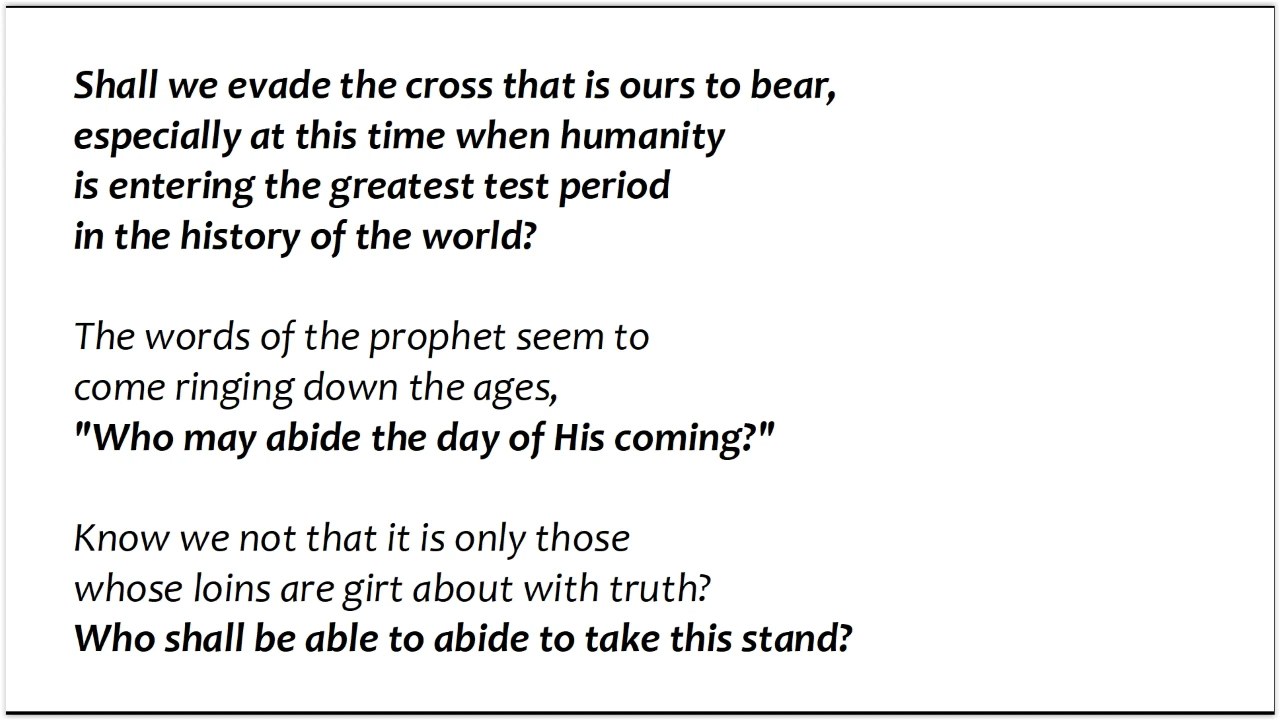 Shall we evade the cross that is ours to bear,
especially at this time when humanity
is entering the greatest test period
in the history of the world?
The words of the prophet seem to
come ringing down the ages,
"Who may abide the day of His coming?"
Know we not that it is only those
whose loins are girt about with truth?
Who shall be able to abide to take this stand?